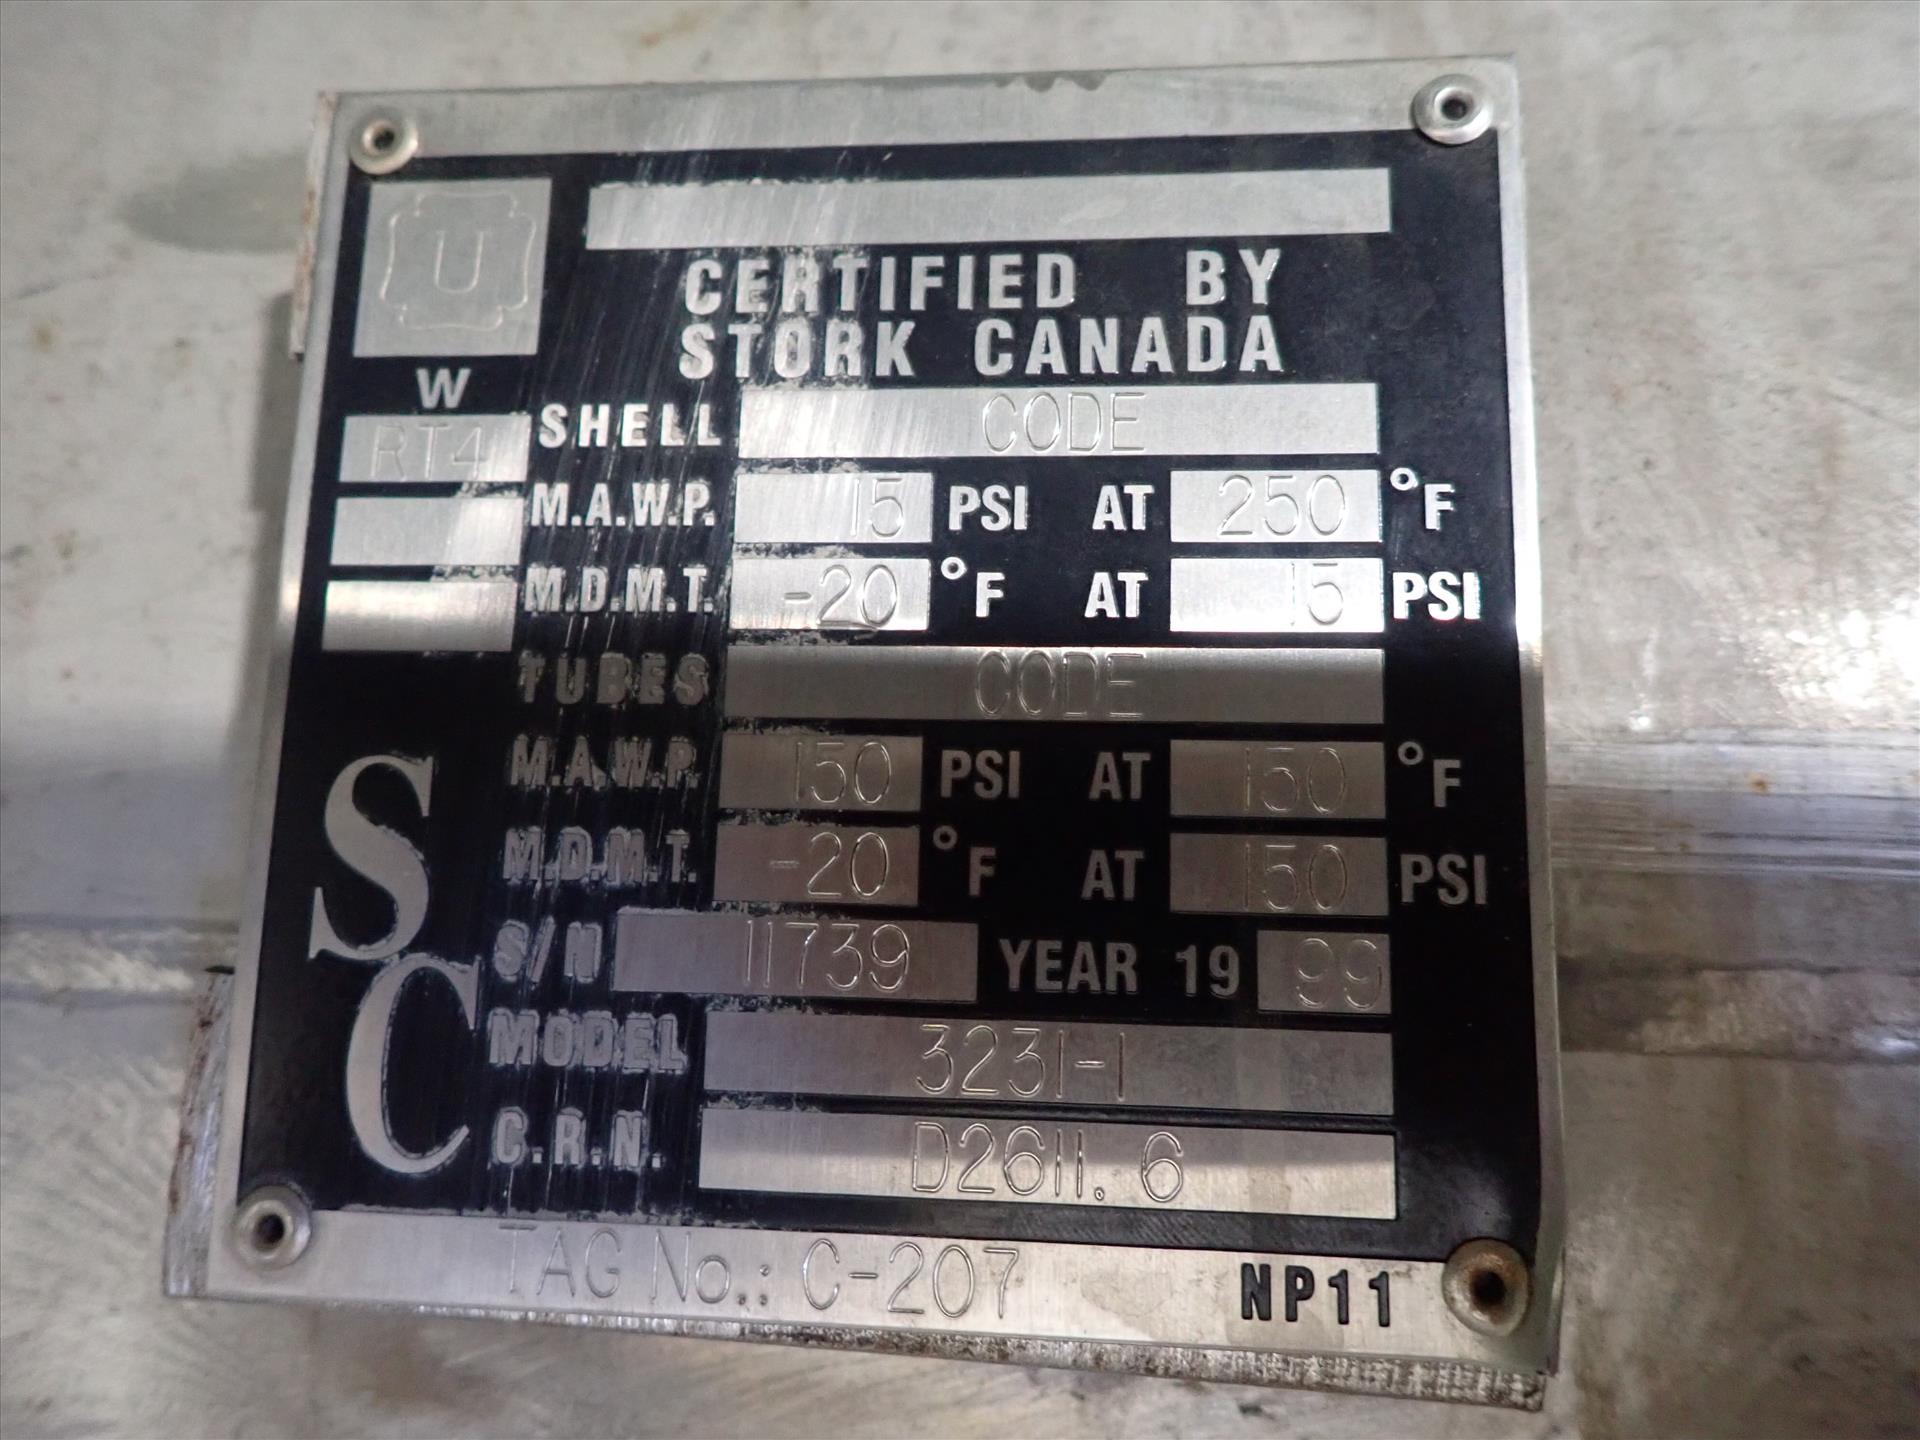 U
CERTIFIED BY
STORK CANADA
W
RT4
SHELL CODE
M.A.W.P. 15 PSI AT 250 °F
M.D.M.T. -20 °F AT 15 PSI
TUBES CODE
M.A.W.P. 150 PSI AT 150 °F
M.D.M.T. -20 °F AT 150 PSI
S/N 11739 YEAR 19 99
MODEL 3231-1
C.R.N. D2611.6
SC
TAG No.: C-207 NP11